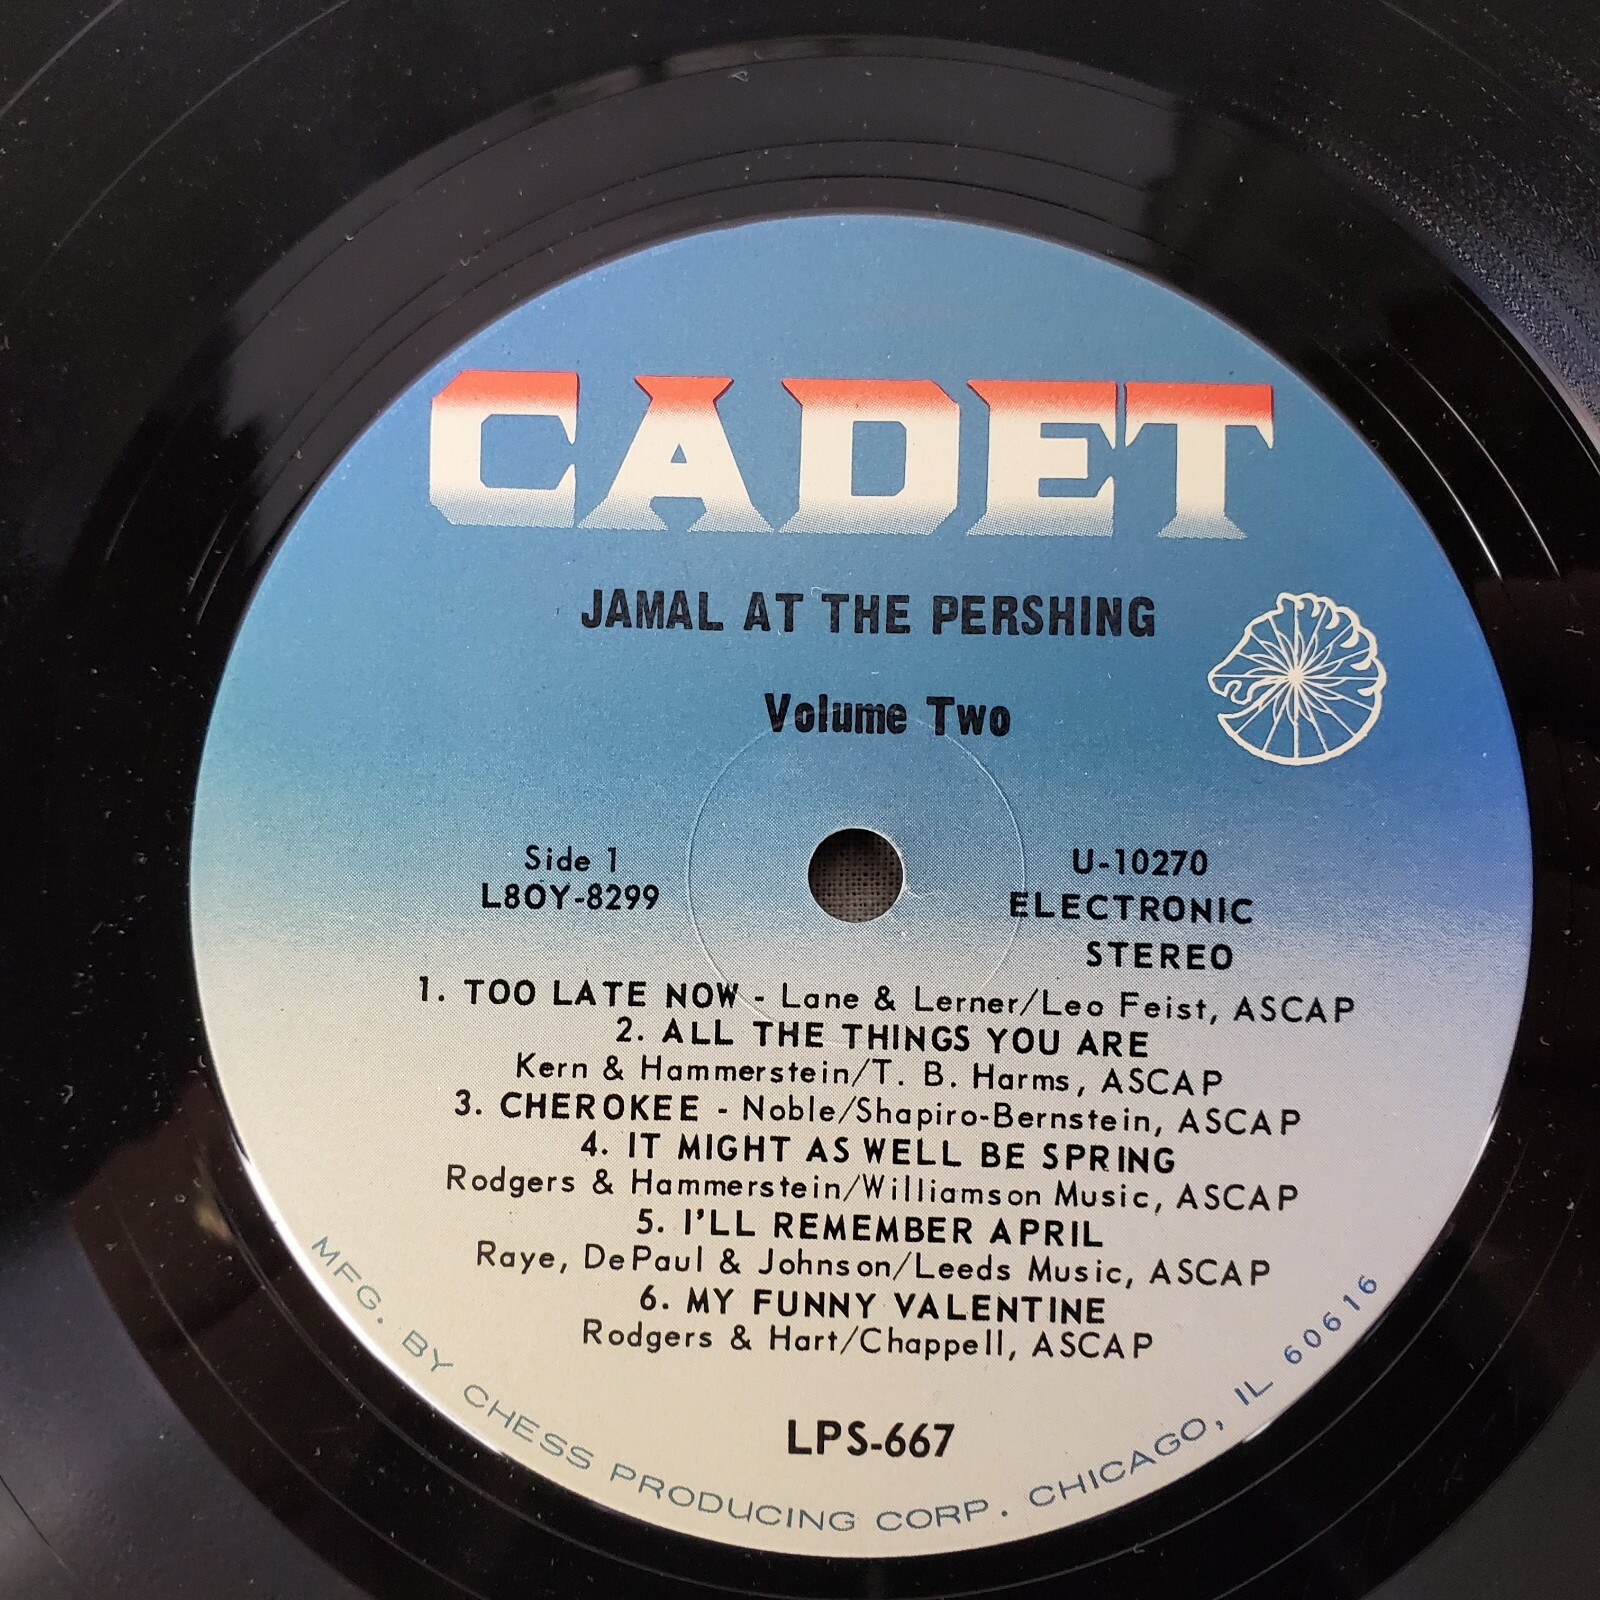 CADET
JAMAL AT THE PERSHING
Volume Two
Side 1
L8OY-8299
U-10270
ELECTRONIC
STEREO
1. TOO LATE NOW - Lane & Lerner/Leo Feist, ASCAP
2. ALL THE THINGS YOU ARE
Kern & Hammerstein/T. B. Harms, ASCAP
3. CHEROKEE - Noble/Shapiro-Bernstein, ASCAP
4. IT MIGHT AS WELL BE SPRING
Rodgers & Hammerstein/Williamson Music, ASCAP
5. I'LL REMEMBER APRIL
Raye, DePaul & Johnson/Leeds Music, ASCAP
6. MY FUNNY VALENTINE
Rodgers & Hart/Chappell, ASCAP
LPS-667
MFG. BY CHESS PRODUCING CORP. CHICAGO, IL 60616